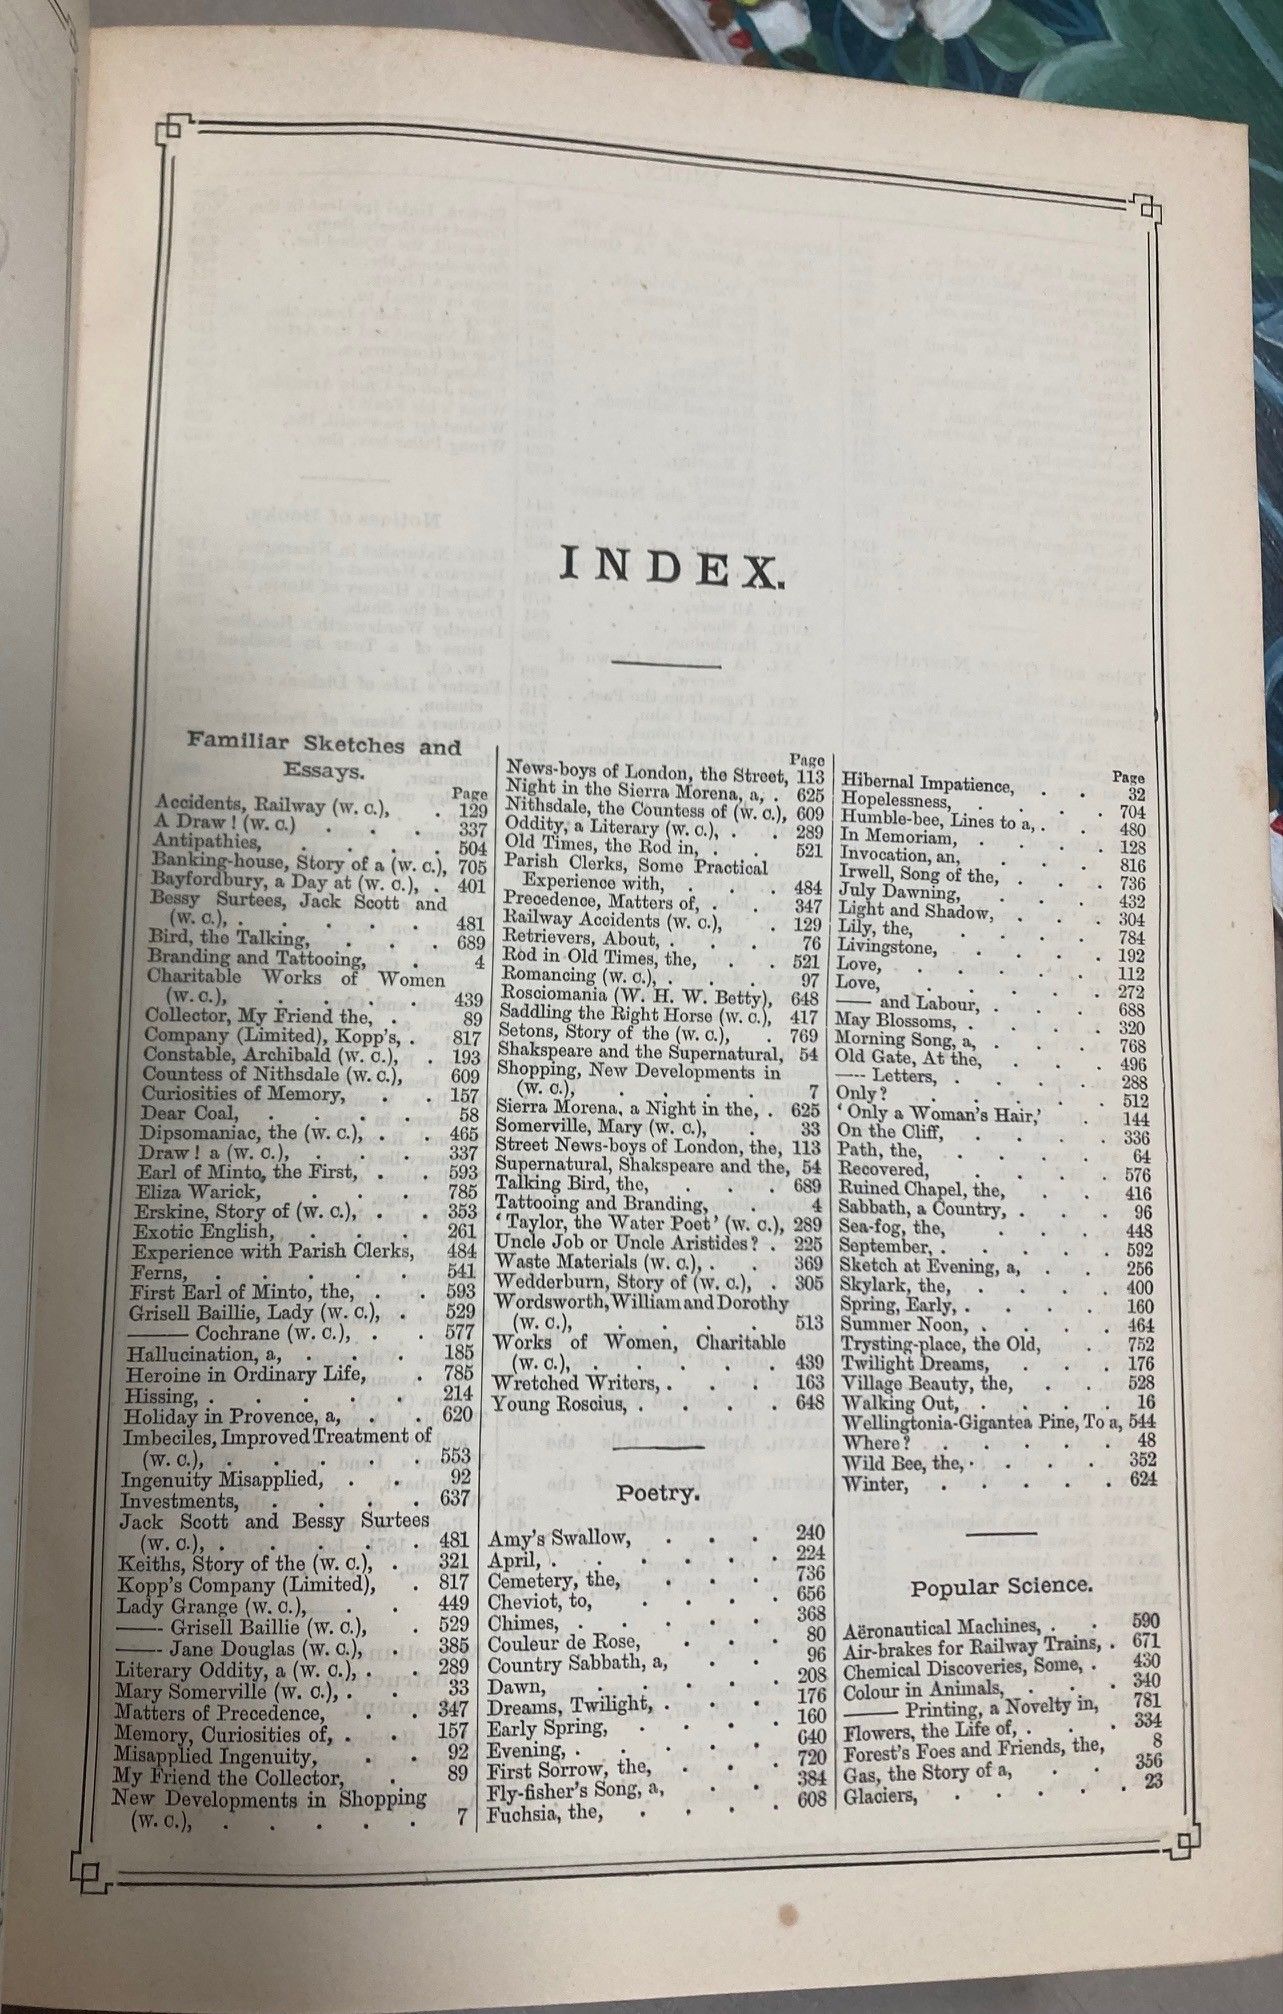 INDEX.
Familiar Sketches and
Essays.
Page
Accidents, Railway (W. C.), . 129
A Draw! (W. C.) . . . 337
Antipathies, . . . . 504
Banking-house, Story of a (W. C.), 705
Bayfordbury, a Day at (W. C.), . 401
Bessy Surtees, Jack Scott and
(W. C.), . . . . . 481
Bird, the Talking, . . . 689
Branding and Tattooing, . 4
Charitable Works of Women
(W. C.), . . . . 439
Collector, My Friend the, . 89
Company (Limited), Kopp's, . 817
Constable, Archibald (W. C.), . 193
Countess of Nithsdale (W. C.), 609
Curiosities of Memory, . . 157
Dear Coal, . . . . 58
Dipsomaniac, the (W. C.), . . 465
Draw! a (W. C.), . . . 337
Earl of Minto, the First, . . 593
Eliza Warick, . . . 785
Erskine, Story of (W. C.), . . 353
Exotic English, . . . 261
Experience with Parish Clerks, 484
Ferns, . . . . . 541
First Earl of Minto, the, . . 593
Grisell Baillie, Lady (W. C.), . 529
—— Cochrane (W. C.), . . 577
Hallucination, a, . . . 185
Heroine in Ordinary Life, . 785
Hissing, . . . . . 214
Holiday in Provence, a, . . 620
Imbeciles, Improved Treatment of
(W. C.), . . . . . 553
Ingenuity Misapplied, . . 92
Investments, . . . . 637
Jack Scott and Bessy Surtees
(W. C.), . . . . . 481
Keiths, Story of the (W. C.), . 321
Kopp's Company (Limited), . 817
Lady Grange (W. C.), . . 449
—— Grisell Baillie (W. C.), . 529
—— Jane Douglas (W. C.), . 385
Literary Oddity, a (W. C.), . . 289
Mary Somerville (W. C.), . . 33
Matters of Precedence, . . 347
Memory, Curiosities of, . . 157
Misapplied Ingenuity, . . 92
My Friend the Collector, . 89
New Developments in Shopping
(W. C.), . . . . . 7
Page
News-boys of London, the Street, 113
Night in the Sierra Morena, a, . 625
Nithsdale, the Countess of (W. C.), 609
Oddity, a Literary (W. C.), . . 289
Old Times, the Rod in, . . 521
Parish Clerks, Some Practical
Experience with, . . . 484
Precedence, Matters of, . . 347
Railway Accidents (W. C.), . 129
Retrievers, About, . . . 76
Rod in Old Times, the, . . 521
Romancing (W. C.), . . . 97
Rosciomania (W. H. W. Betty), 648
Saddling the Right Horse (W. C.), 417
Setons, Story of the (W. C.), . 769
Shakspeare and the Supernatural, 54
Shopping, New Developments in
(W. C.), . . . . . 7
Sierra Morena, a Night in the, . 625
Somerville, Mary (W. C.), . 33
Street News-boys of London, the, 113
Supernatural, Shakspeare and the, 54
Talking Bird, the, . . . 689
Tattooing and Branding, . 4
'Taylor, the Water Poet' (W. C.), 289
Uncle Job or Uncle Aristides? . 225
Waste Materials (W. C.), . . 369
Wedderburn, Story of (W. C.), . 305
Wordsworth, William and Dorothy
(W. C.), . . . . 513
Works of Women, Charitable
(W. C.), . . . . . 439
Wretched Writers, . . . 163
Young Roscius, . . . . 648
Poetry.
Amy's Swallow, . . . 240
April, . . . . . 224
Cemetery, the, . . . 736
Cheviot, to, . . . . 656
Chimes, . . . . . 368
Couleur de Rose, . . . 80
Country Sabbath, a, . . 96
Dawn, . . . . . 208
Dreams, Twilight, . . . 176
Early Spring, . . . . 160
Evening, . . . . . 640
First Sorrow, the, . . . 720
Fly-fisher's Song, a, . . 384
Fuchsia, the, . . . . 608
Page
Hibernal Impatience, . . 32
Hopelessness, . . . . 704
Humble-bee, Lines to a, . . 480
In Memoriam, . . . . 128
Invocation, an, . . . 816
Irwell, Song of the, . . . 736
July Dawning, . . . 432
Light and Shadow, . . . 304
Lily, the, . . . . 784
Livingstone, . . . . 192
Love, . . . . . 112
Love, . . . . . 272
—— and Labour, . . . 688
May Blossoms, . . . . 320
Morning Song, a, . . . 768
Old Gate, At the, . . . 496
—— Letters, . . . . 288
Only? . . . . . 512
'Only a Woman's Hair,' . 144
On the Cliff, . . . . 336
Path, the, . . . . 64
Recovered, . . . . 576
Ruined Chapel, the, . . 416
Sabbath, a Country, . . . 96
Sea-fog, the, . . . 448
September, . . . . . 592
Sketch at Evening, a, . . 256
Skylark, the, . . . . 400
Spring, Early, . . . . 160
Summer Noon, . . . . 464
Trysting-place, the Old, . 752
Twilight Dreams, . . . 176
Village Beauty, the, . . 528
Walking Out, . . . . 16
Wellingtonia-Gigantea Pine, To a, 544
Where? . . . . . 48
Wild Bee, the, . . . . 352
Winter, . . . . . 624
Popular Science.
Aëronautical Machines, . . 590
Air-brakes for Railway Trains, . 671
Chemical Discoveries, Some, . 430
Colour in Animals, . . . 340
—— Printing, a Novelty in, 781
Flowers, the Life of, . . . 334
Forest's Foes and Friends, the, 8
Gas, the Story of a, . . 356
Glaciers, . . . . . 23